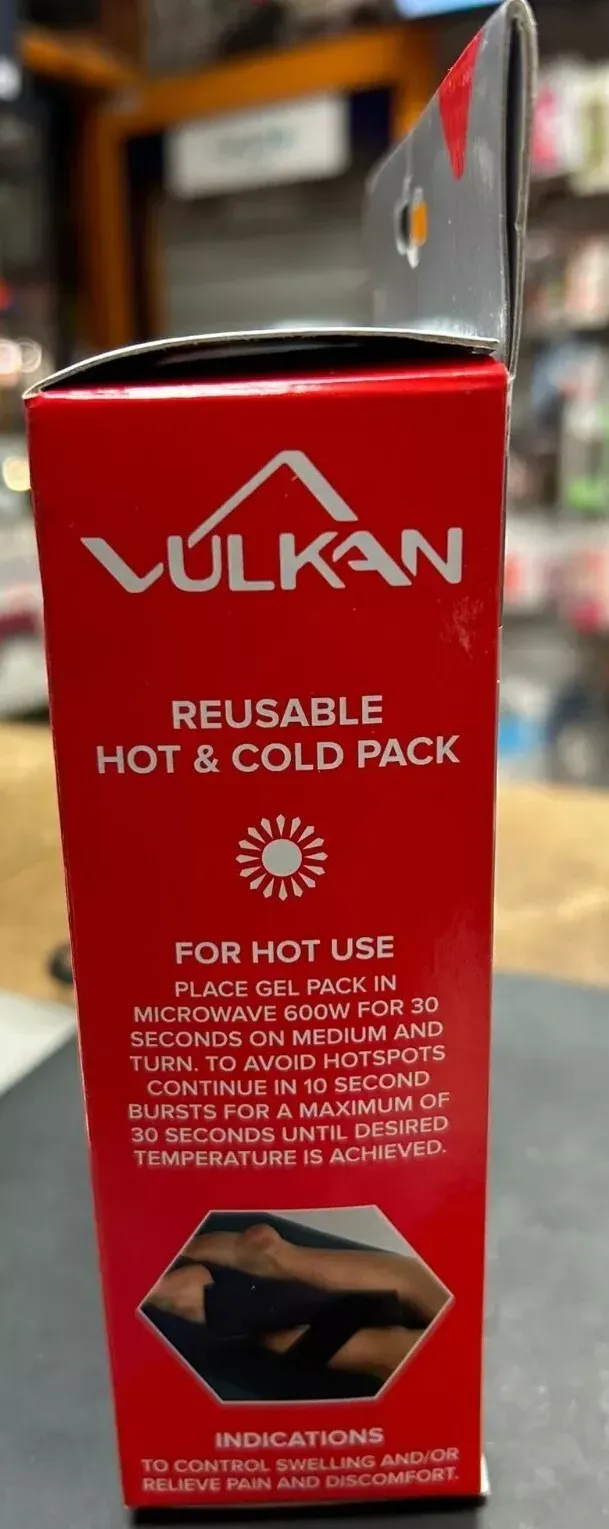 VULKAN
REUSABLE
HOT & COLD PACK
FOR HOT USE
PLACE GEL PACK IN
MICROWAVE 600W FOR 30
SECONDS ON MEDIUM AND
TURN. TO AVOID HOTSPOTS
CONTINUE IN 10 SECOND
BURSTS FOR A MAXIMUM OF
30 SECONDS UNTIL DESIRED
TEMPERATURE IS ACHIEVED.
INDICATIONS
TO CONTROL SWELLING AND/OR
RELIEVE PAIN AND DISCOMFORT.